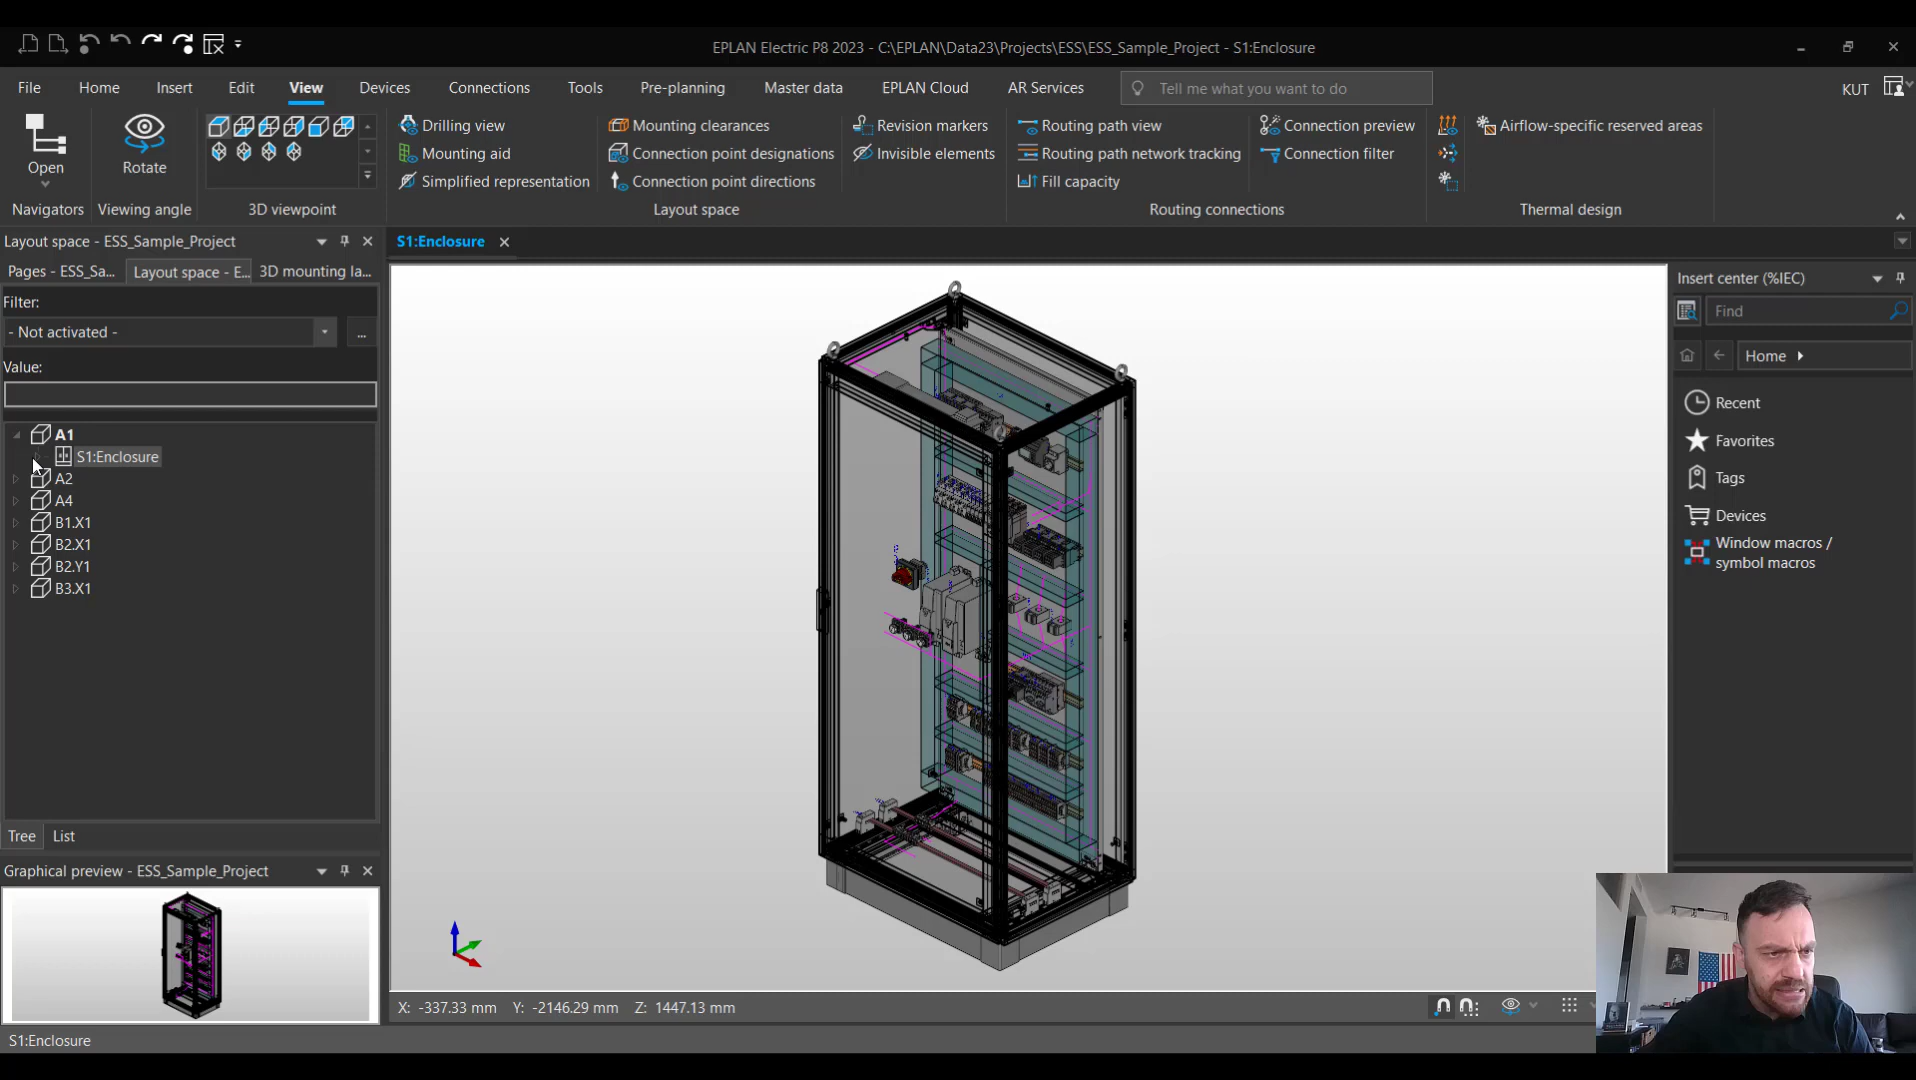 EPLAN Electric P8 2023 - C:\EPLAN\Data23\Projects\ESS\ESS_Sample_Project - S1:Enclosure
File Home Insert Edit View Devices Connections Tools Pre-planning Master data EPLAN Cloud AR Services Tell me what you want to do KUT
Open
Rotate
Navigators
Viewing angle
3D viewpoint
Drilling view
Mounting aid
Simplified representation
Mounting clearances
Connection point designations
Connection point directions
Revision markers
Invisible elements
Layout space
Routing path view
Routing path network tracking
Fill capacity
Connection preview
Connection filter
Routing connections
Airflow-specific reserved areas
Thermal design
Layout space - ESS_Sample_Project
Pages - ESS_Sa... Layout space - E... 3D mounting la...
Filter:
- Not activated -
...
Value:
A1
S1:Enclosure
A2
A4
B1.X1
B2.X1
B2.Y1
B3.X1
Tree List
Graphical preview - ESS_Sample_Project
S1:Enclosure
S1:Enclosure
X: -337.33 mm Y: -2146.29 mm Z: 1447.13 mm
Insert center (%IEC)
Find
Home
Recent
Favorites
Tags
Devices
Window macros /
symbol macros